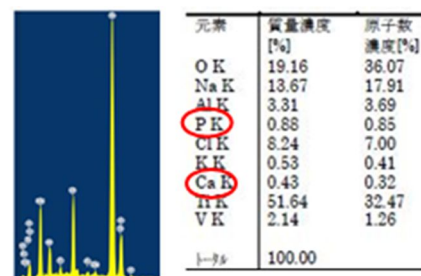 元素 質量濃度 原子数
[%] 濃度[%]
O K 19.16 36.07
Na K 13.67 17.91
Al K 3.31 3.69
P K 0.88 0.85
Cl K 8.24 7.00
K K 0.53 0.41
Ca K 0.43 0.32
Ti K 51.64 32.47
V K 2.14 1.26
トータル 100.00